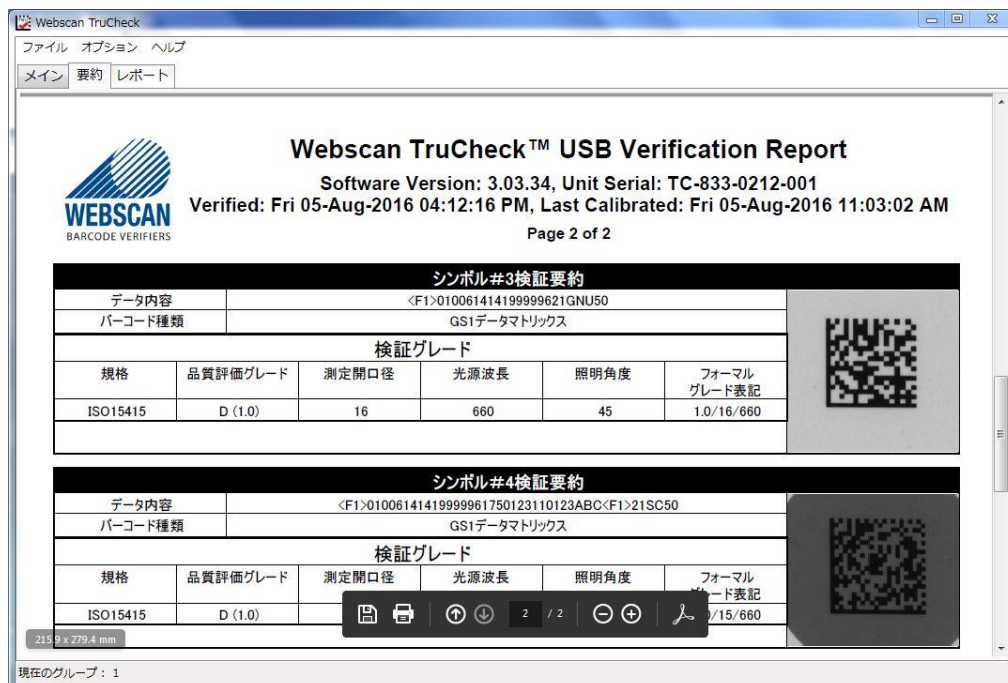 Webscan TruCheck
ファイル オプション ヘルプ
メイン 要約 レポート
WEBSCAN
BARCODE VERIFIERS
Webscan TruCheck™ USB Verification Report
Software Version: 3.03.34, Unit Serial: TC-833-0212-001
Verified: Fri 05-Aug-2016 04:12:16 PM, Last Calibrated: Fri 05-Aug-2016 11:03:02 AM
Page 2 of 2
シンボル#3検証要約
データ内容 <F1>010061414199999621GNU50
バーコード種類 GS1データマトリックス
検証グレード
規格 品質評価グレード 測定開口径 光源波長 照明角度 フォーマル
グレード表記
ISO15415 D (1.0) 16 660 45 1.0/16/660
シンボル#4検証要約
データ内容 <F1>01006141419999961750123110123ABC<F1>21SC50
バーコード種類 GS1データマトリックス
検証グレード
規格 品質評価グレード 測定開口径 光源波長 照明角度 フォーマル
レード表記
ISO15415 D (1.0) /15/660
2 / 2
215.9 x 279.4 mm
現在のグループ: 1